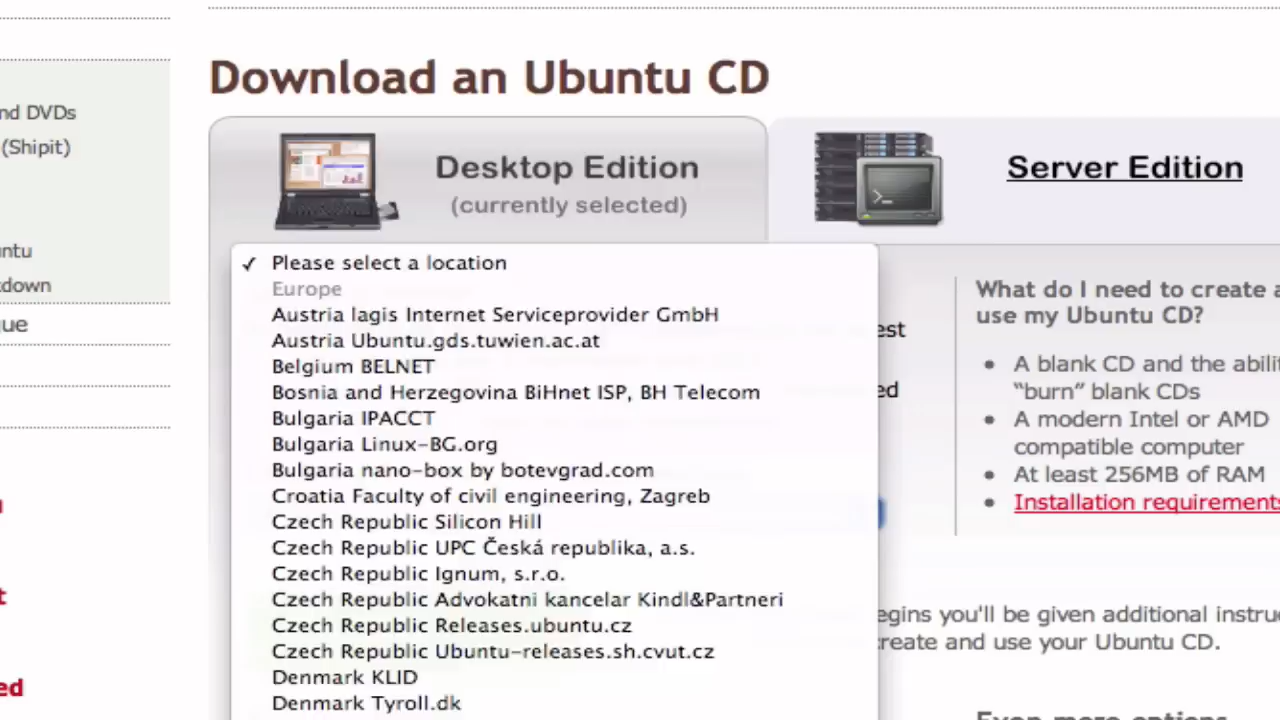 nd DVDs
(Shipit)
ntu
down
gue
ed
Download an Ubuntu CD
Desktop Edition
(currently selected)
Server Edition
✓ Please select a location
Europe
Austria lagis Internet Serviceprovider GmbH
Austria Ubuntu.gds.tuwien.ac.at
Belgium BELNET
Bosnia and Herzegovina BiHnet ISP, BH Telecom
Bulgaria IPACCT
Bulgaria Linux-BG.org
Bulgaria nano-box by botevgrad.com
Croatia Faculty of civil engineering, Zagreb
Czech Republic Silicon Hill
Czech Republic UPC Česká republika, a.s.
Czech Republic Ignum, s.r.o.
Czech Republic Advokatni kancelar Kindl&Partneri
Czech Republic Releases.ubuntu.cz
Czech Republic Ubuntu-releases.sh.cvut.cz
Denmark KLID
Denmark Tyroll.dk
est
ed
What do I need to create a
use my Ubuntu CD?
• A blank CD and the abili
"burn" blank CDs
• A modern Intel or AMD
compatible computer
• At least 256MB of RAM
• Installation requirements
egins you'll be given additional instru
create and use your Ubuntu CD.
Even more options